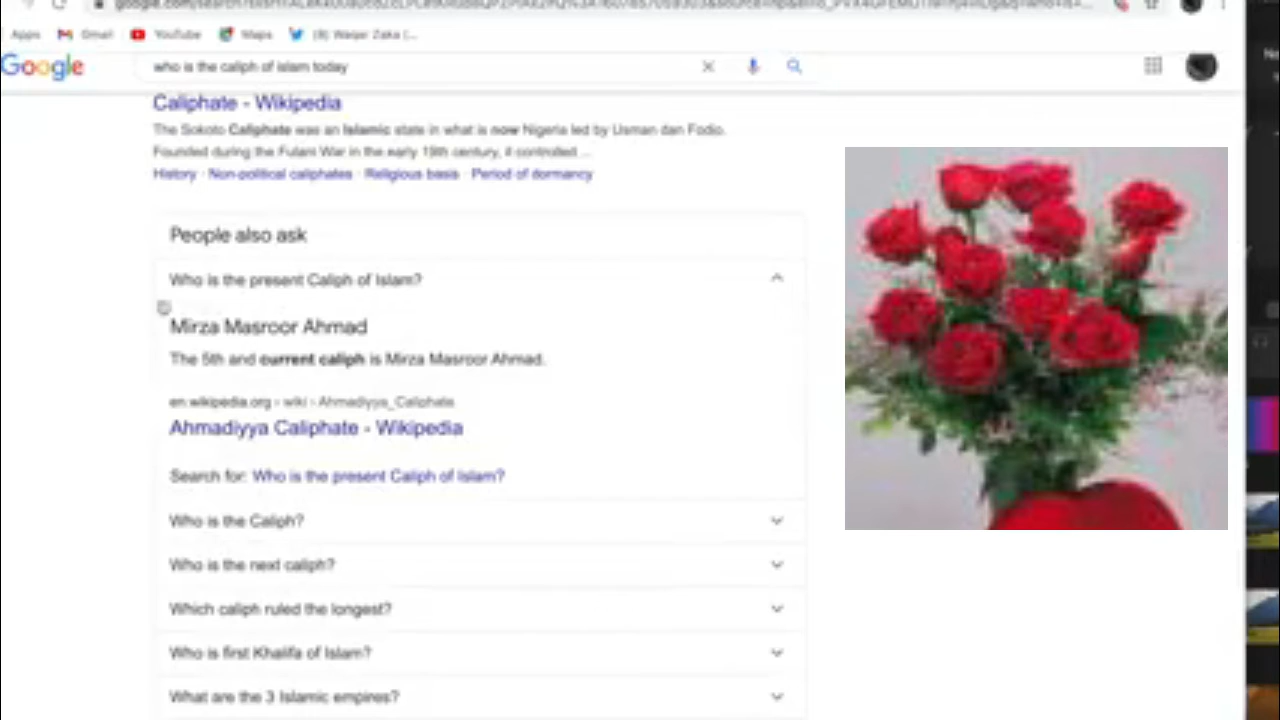 Apps Gmail YouTube Maps (8) Waqar Zaka (...
Google who is the caliph of islam today
Caliphate - Wikipedia
The Sokoto Caliphate was an Islamic state in what is now Nigeria led by Usman dan Fodio.
Founded during the Fulani War in the early 19th century, it controlled ...
History · Non-political caliphates · Religious basis · Period of dormancy
People also ask
Who is the present Caliph of Islam?
Mirza Masroor Ahmad
The 5th and current caliph is Mirza Masroor Ahmad.
en.wikipedia.org › wiki › Ahmadiyya_Caliphate
Ahmadiyya Caliphate - Wikipedia
Search for: Who is the present Caliph of Islam?
Who is the Caliph?
Who is the next caliph?
Which caliph ruled the longest?
Who is first Khalifa of Islam?
What are the 3 Islamic empires?